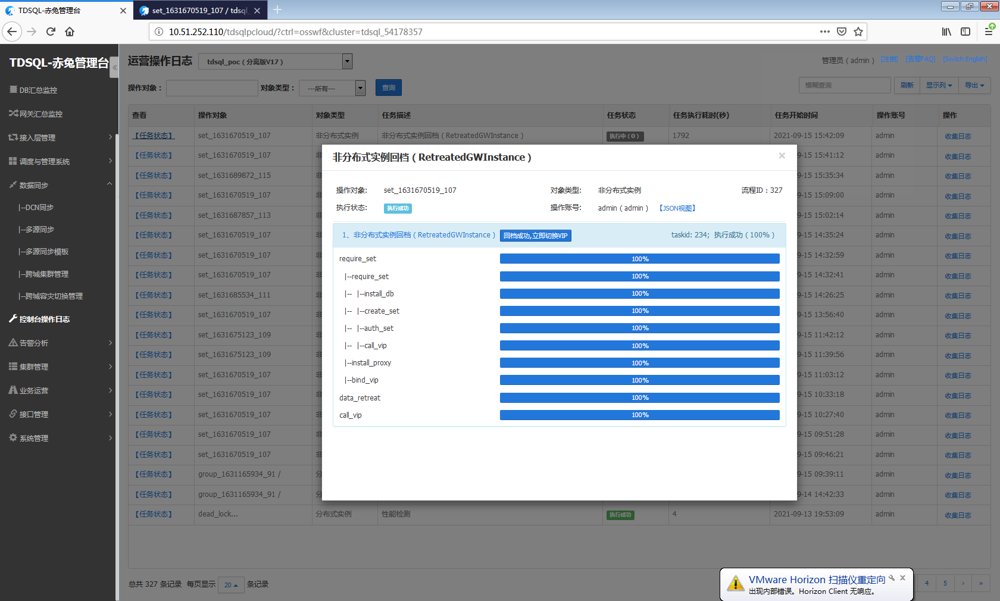 TDSQL-赤兔管理台
set_1631670519_107 / tdsql_
10.51.252.110/tdsqlpcloud/?ctrl=osswf&cluster=tdsql_54178357
TDSQL-赤兔管理台
DB汇总监控
网关汇总监控
接入层管理
调度与管理系统
数据同步
|--DCN同步
|--多源同步
|--多源同步模板
|--跨城集群管理
|--跨城容灾切换管理
控制台操作日志
告警分析
集群管理
业务运营
接口管理
系统管理
运营操作日志 tdsql_poc ( 分离版V17 )
管理员 ( admin ) [注销] [告警FAQ] [Switch English]
操作对象： 对象类型： ---所有--- 查询 模糊查询 刷新 显示列 导出
查看 操作对象 对象类型 任务描述 任务状态 任务执行耗时(秒) 任务开始时间 操作账号 操作
【任务状态】 set_1631670519_107 非分布式实例 非分布式实例回档 ( RetreatedGWInstance ) 执行中 ( 0 ) 1792 2021-09-15 15:42:09 admin 收集日志
【任务状态】 set_1631670519_107 非 9-15 15:41:12 admin 收集日志
【任务状态】 set_1631689872_115 非 9-15 15:35:34 admin 收集日志
【任务状态】 set_1631670519_107 非 9-15 15:09:00 admin 收集日志
【任务状态】 set_1631687857_113 非 9-15 15:02:14 admin 收集日志
【任务状态】 set_1631670519_107 非 9-15 14:35:24 admin 收集日志
【任务状态】 set_1631670519_107 非 9-15 14:32:59 admin 收集日志
【任务状态】 set_1631670519_107 非 9-15 14:32:41 admin 收集日志
【任务状态】 set_1631685534_111 非 9-15 14:26:25 admin 收集日志
【任务状态】 set_1631670519_107 非 9-15 13:56:40 admin 收集日志
【任务状态】 set_1631675123_109 非 9-15 11:42:12 admin 收集日志
【任务状态】 set_1631675123_109 非 9-15 11:39:56 admin 收集日志
【任务状态】 set_1631670519_107 非 9-15 11:03:12 admin 收集日志
【任务状态】 set_1631670519_107 非 9-15 10:33:18 admin 收集日志
【任务状态】 set_1631670519_107 非 9-15 10:27:40 admin 收集日志
【任务状态】 set_1631670519_107 非 9-15 09:51:28 admin 收集日志
【任务状态】 set_1631670519_107 非 9-15 09:46:21 admin 收集日志
【任务状态】 group_1631165934_91 / 分 9-15 09:39:11 admin 收集日志
【任务状态】 group_1631165934_91 / 分 9-14 14:42:33 admin 收集日志
【任务状态】 dead_lock... 分布式实例 性能检测 执行成功 4 2021-09-13 19:53:09 admin 收集日志
总共 327 条记录 每页显示 20 条记录 4 5 › »
非分布式实例回档 ( RetreatedGWInstance ) ×
操作对象: set_1631670519_107 对象类型: 非分布式实例 流程ID：327
执行状态: 执行成功 操作账号: admin ( admin ) 【JSON视图】
1、非分布式实例回档 ( RetreatedGWInstance ) 回档成功,立即切换VIP taskid: 234; 执行成功 ( 100% )
require_set 100%
|--require_set 100%
|-- |--install_db 100%
|-- |--create_set 100%
|-- |--auth_set 100%
|-- |--call_vip 100%
|--install_proxy 100%
|--bind_vip 100%
data_retreat 100%
call_vip 100%
VMware Horizon 扫描仪重定向
出现内部错误。Horizon Client 无响应。